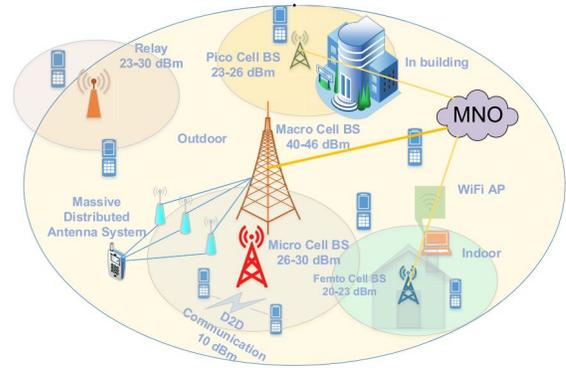 Relay
23-30 dBm
Pico Cell BS
23-26 dBm
In building
MNO
Outdoor
Macro Cell BS
40-46 dBm
WiFi AP
Massive
Distributed
Antenna System
Micro Cell BS
26-30 dBm
Indoor
Femto Cell BS
20-23 dBm
D2D
Communication
10 dBm